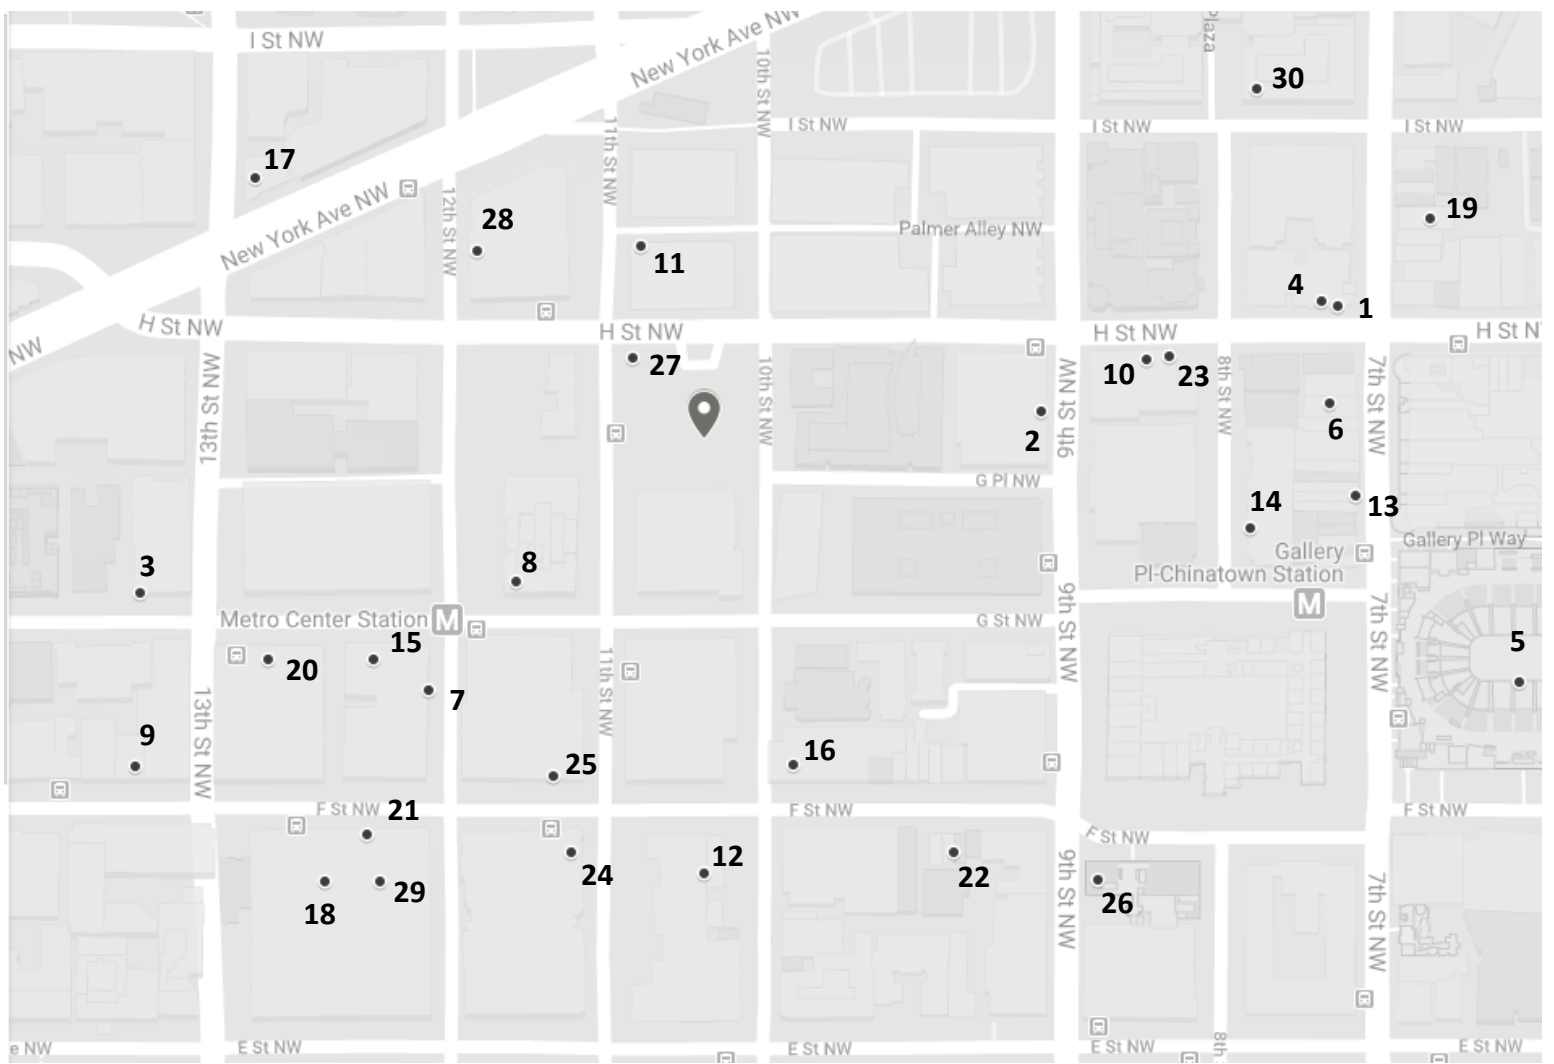 Plaza
I St NW
New York Ave NW
10th St NW
30
I St NW
I St NW
I St NW
11th St NW
17
New York Ave NW
12th St NW
28
19
Palmer Alley NW
11
4
1
H St NW
H St NW
H St NW
NW
27
10
23
13th St NW
10th St NW
9th St NW
8th St NW
7th St NW
6
2
G Pl NW
14
13
Gallery Pl Way
Gallery
Pl-Chinatown Station
M
3
8
Metro Center Station
M
G St NW
9th St NW
7th St NW
5
15
20
11th St NW
7
13th St NW
9
25
16
F St NW
F St NW
F St NW
F St NW
21
24
12
22
9th St NW
26
7th St NW
18
29
e NW
E St NW
E St NW
E St NW
E St NW
8th